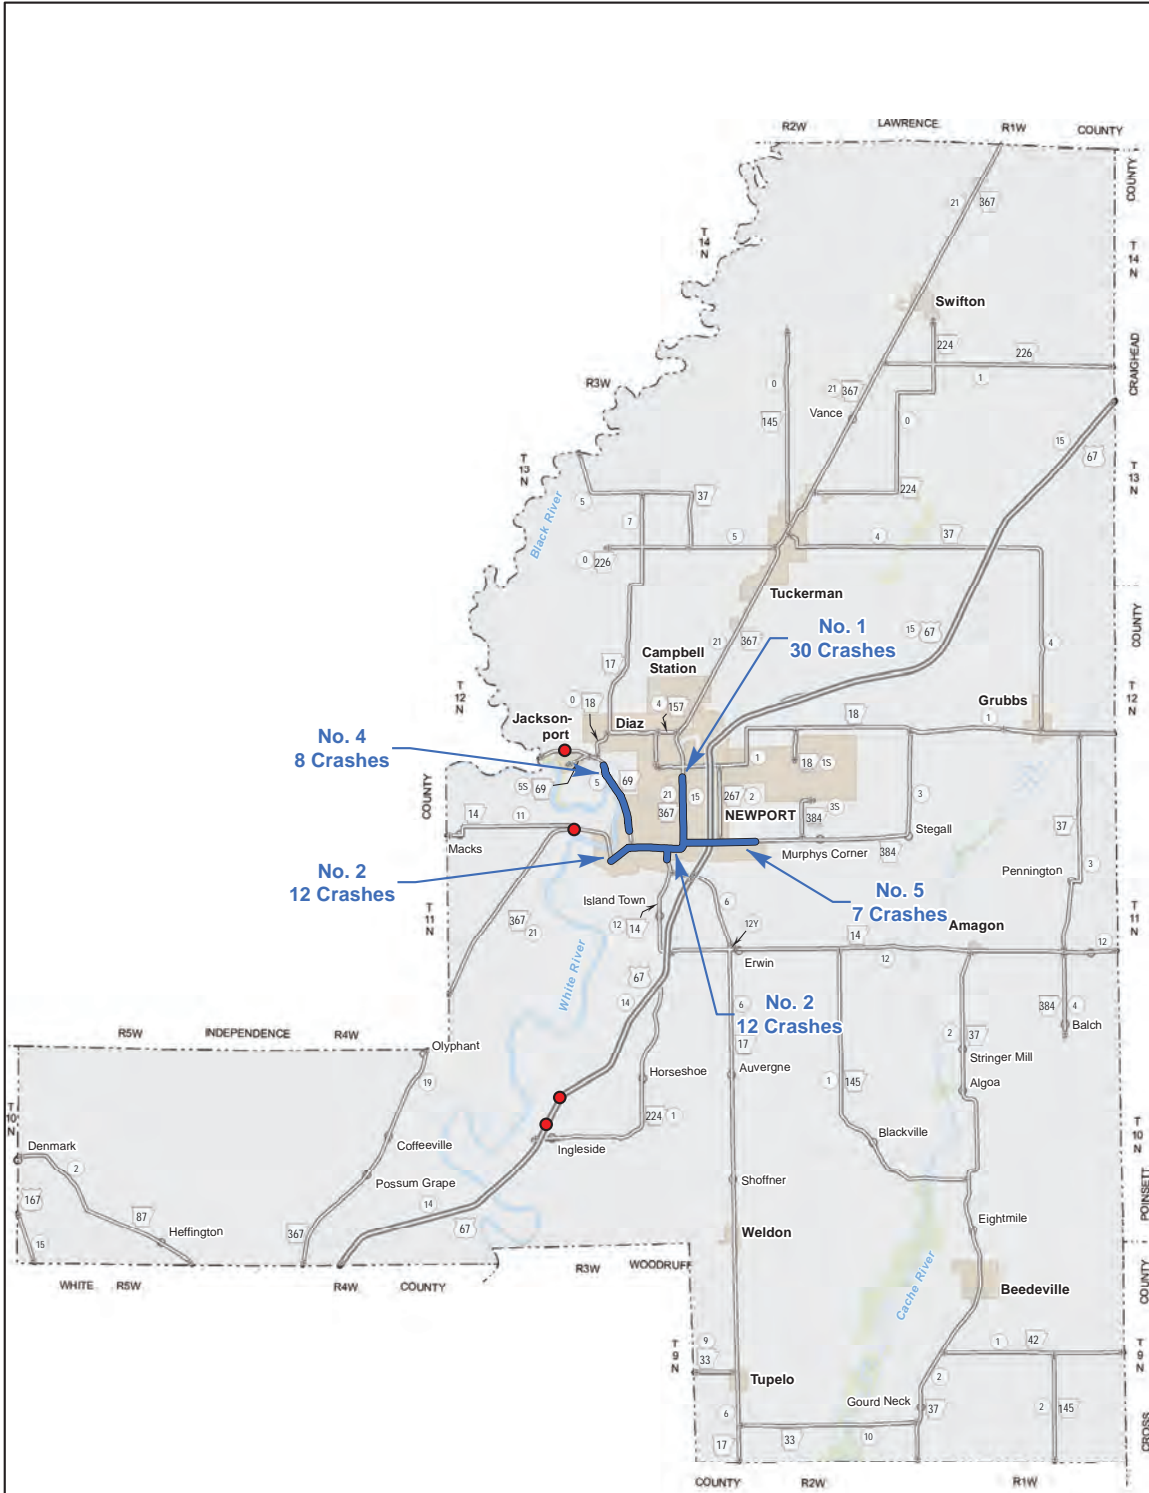 R2W
LAWRENCE
R1W
COUNTY
COUNTY
T
14
N
T
14
N
21
367
Swifton
224
226
1
CRAIGHEAD
R3W
0
21
367
Vance
145
0
15
67
T
13
N
T
13
N
5
37
224
7
Black River
5
4
37
0
226
Tuckerman
No. 1
30 Crashes
21
367
15
67
COUNTY
4
Campbell
Station
17
T
12
N
T
12
N
0
18
4
157
Grubbs
Jackson-
port
Diaz
18
1
No. 4
8 Crashes
1
18
1S
5S
69
5
69
21
15
267
2
COUNTY
367
NEWPORT
3S
384
3
14
11
37
Macks
Stegall
Murphys Corner
384
3
Pennington
No. 2
12 Crashes
No. 5
7 Crashes
Island Town
6
T
11
N
T
11
N
367
21
12
14
12Y
14
Amagon
12
12
Erwin
White River
67
14
6
No. 2
12 Crashes
384
4
Balch
R5W
INDEPENDENCE
R4W
17
2
37
Olyphant
Stringer Mill
Horseshoe
Auvergne
1
145
Algoa
19
T
10
N
T
10
N
224
1
Blackville
Denmark
Coffeeville
Ingleside
2
Possum Grape
Shoffner
167
14
POINSETT
87
67
Eightmile
Heffington
367
Weldon
15
WHITE
R5W
R4W
COUNTY
R3W
WOODRUFF
Cache River
COUNTY
Beedeville
9
33
T
9
N
T
9
N
1
42
Tupelo
2
Gourd Neck
37
2
145
6
17
33
10
CROSS
COUNTY
R2W
R1W